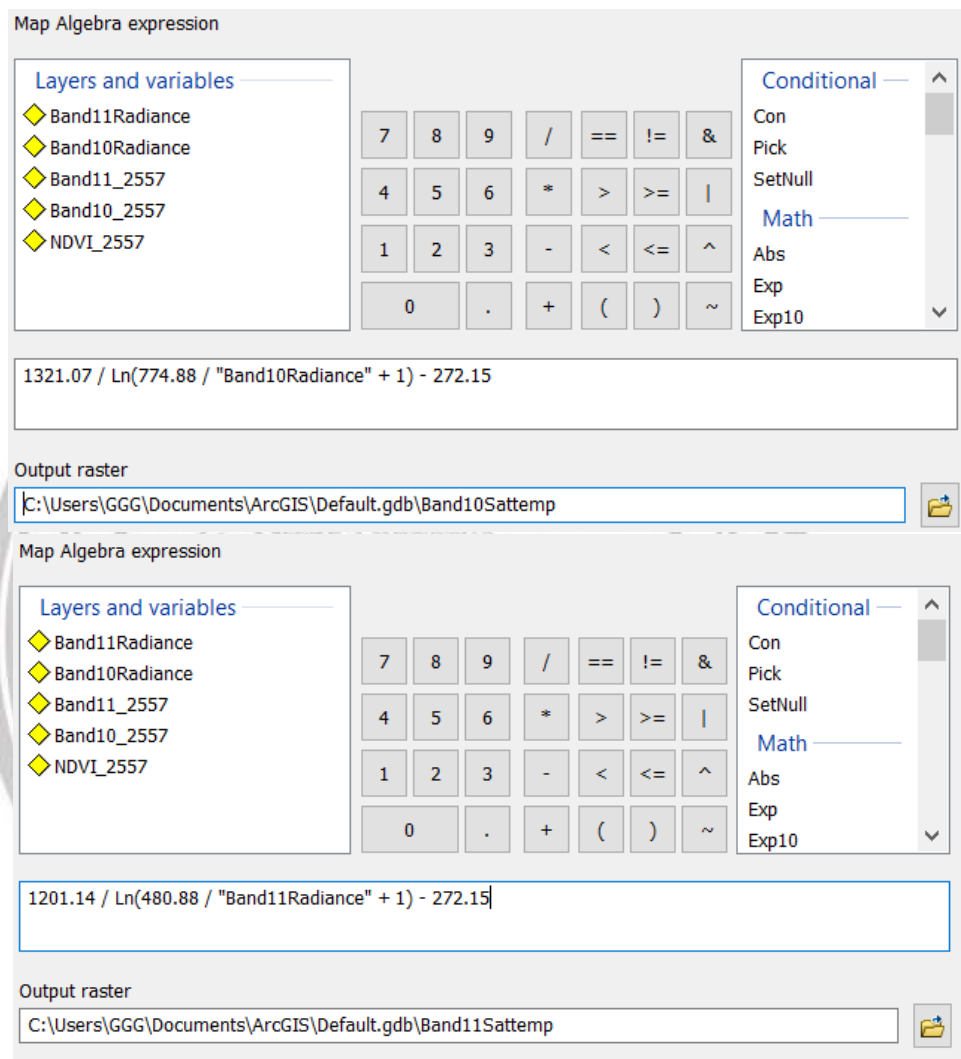 Map Algebra expression
Layers and variables
Conditional
Band11Radiance
Con
Band10Radiance
7 8 9 / == != &
Pick
Band11_2557
SetNull
Band10_2557
4 5 6 * > >= |
Math
NDVI_2557
1 2 3 - < <= ^
Abs
Exp
0 . + ( ) ~
Exp10
1321.07 / Ln(774.88 / "Band10Radiance" + 1) - 272.15
Output raster
C:\Users\GGG\Documents\ArcGIS\Default.gdb\Band10Sattemp
Map Algebra expression
Layers and variables
Conditional
Band11Radiance
Con
Band10Radiance
7 8 9 / == != &
Pick
Band11_2557
SetNull
Band10_2557
4 5 6 * > >= |
Math
NDVI_2557
1 2 3 - < <= ^
Abs
Exp
0 . + ( ) ~
Exp10
1201.14 / Ln(480.88 / "Band11Radiance" + 1) - 272.15
Output raster
C:\Users\GGG\Documents\ArcGIS\Default.gdb\Band11Sattemp